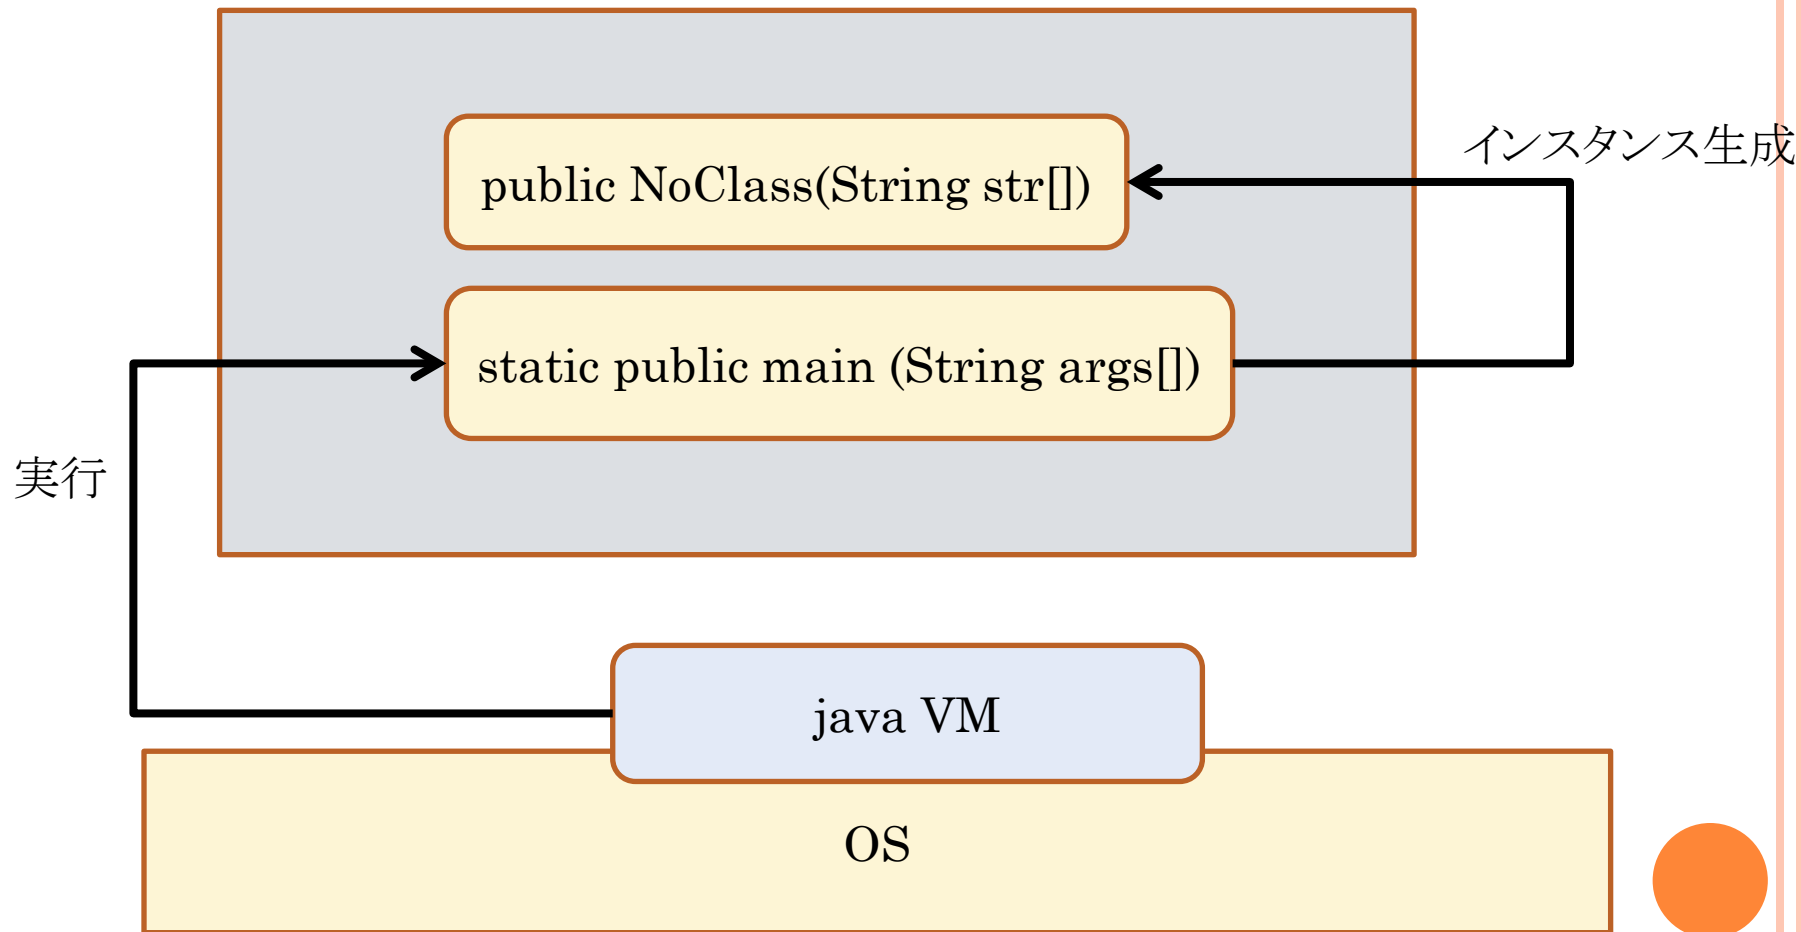 インスタンス生成
public NoClass(String str[])
static public main (String args[])
実行
java VM
OS